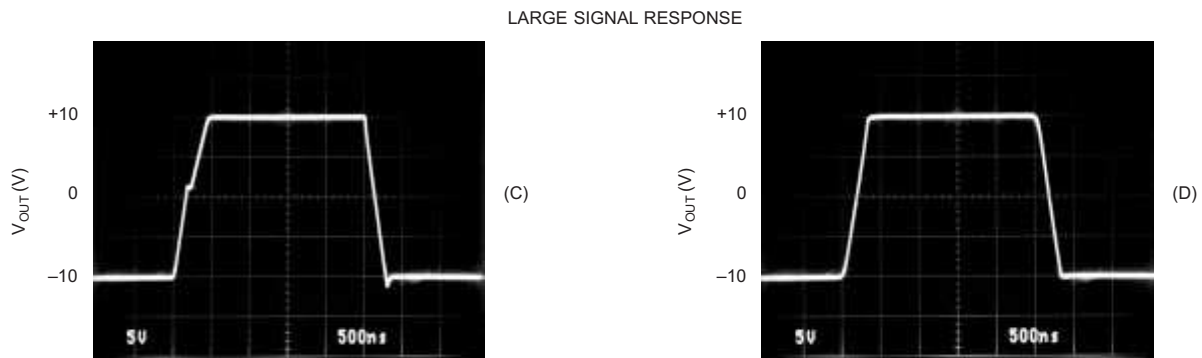 LARGE SIGNAL RESPONSE
+10
0
–10
VOUT (V)
5V
500ns
(C)
+10
0
–10
VOUT (V)
5V
500ns
(D)